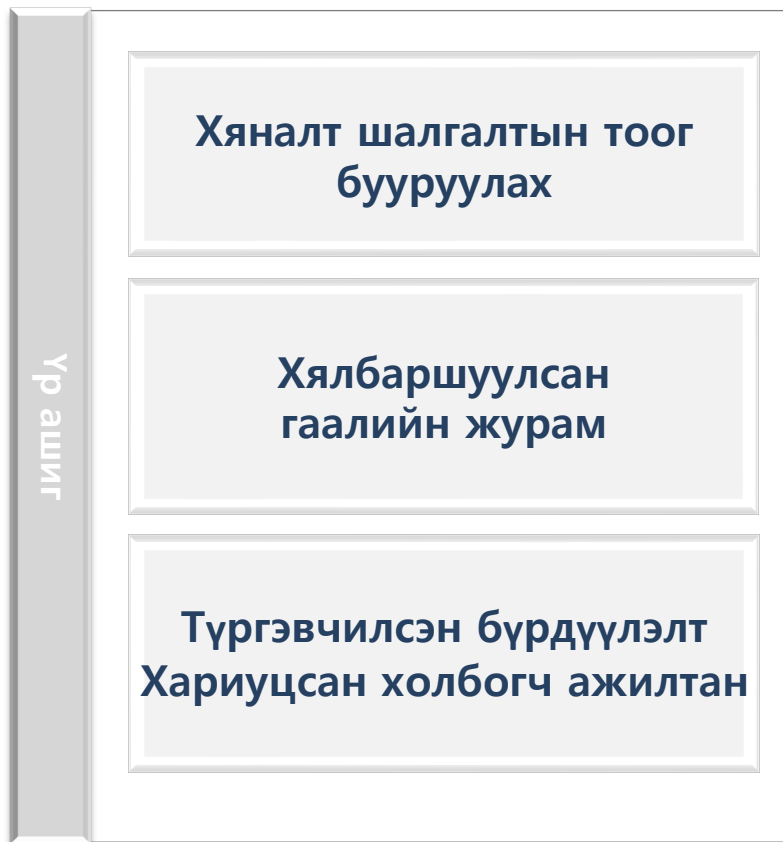 Үр ашиг
Хяналт шалгалтын тоог
бууруулах
Хялбаршуулсан
гаалийн журам
Түргэвчилсэн бүрдүүлэлт
Хариуцсан холбогч ажилтан